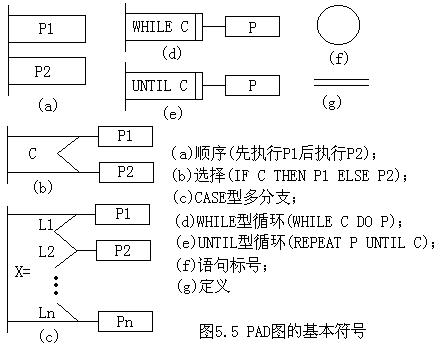 P1
P2
(a)
WHILE C
P
(d)
UNTIL C
P
(e)
(f)
(g)
C
P1
P2
(b)
X=
L1
P1
L2
P2
Ln
Pn
(c)
(a)顺序(先执行P1后执行P2);
(b)选择(IF C THEN P1 ELSE P2);
(c)CASE型多分支;
(d)WHILE型循环(WHILE C DO P);
(e)UNTIL型循环(REPEAT P UNTIL C);
(f)语句标号;
(g)定义
图5.5 PAD图的基本符号